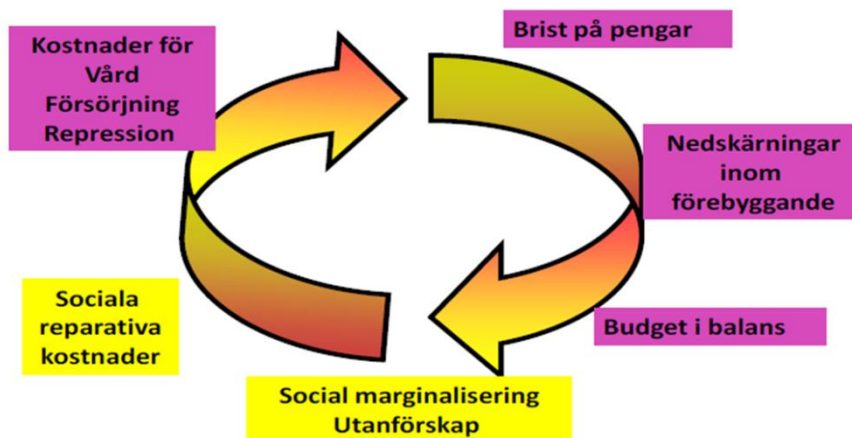 Kostnader för
Vård
Försörjning
Repression
Brist på pengar
Nedskärningar
inom
förebyggande
Budget i balans
Social marginalisering
Utanförskap
Sociala
reparativa
kostnader